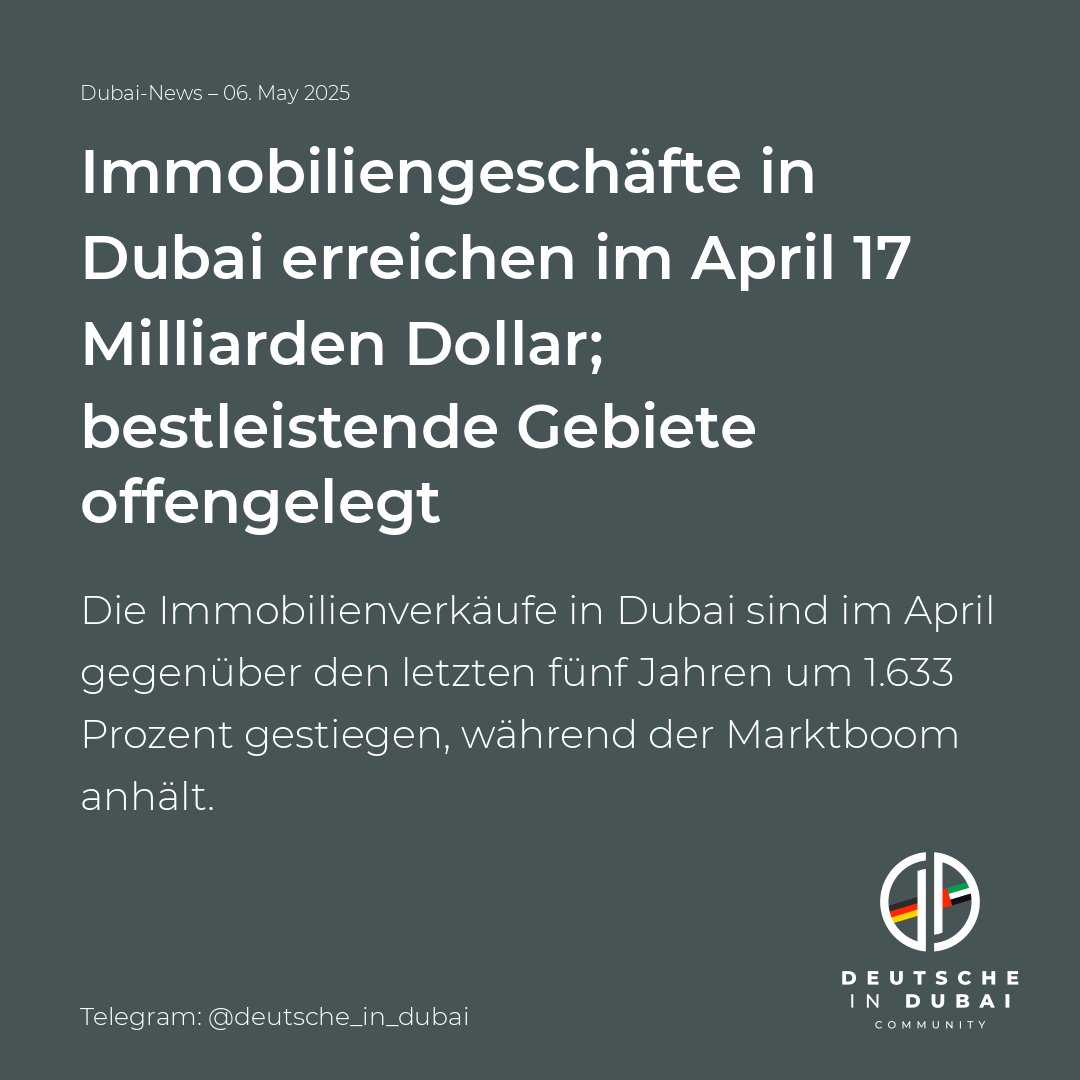 Dubai-News – 06. May 2025
Immobiliengeschäfte in
Dubai erreichen im April 17
Milliarden Dollar;
bestleistende Gebiete
offengelegt
Die Immobilienverkäufe in Dubai sind im April
gegenüber den letzten fünf Jahren um 1.633
Prozent gestiegen, während der Marktboom
anhält.
DEUTSCHE
IN DUBAI
COMMUNITY
Telegram: @deutsche_in_dubai